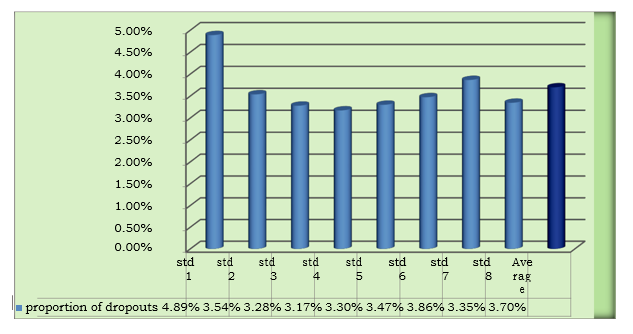 5.00%
4.50%
4.00%
3.50%
3.00%
2.50%
2.00%
1.50%
1.00%
0.50%
0.00%
std 1
std 2
std 3
std 4
std 5
std 6
std 7
std 8
Ave
rag
e
proportion of dropouts 4.89% 3.54% 3.28% 3.17% 3.30% 3.47% 3.86% 3.35% 3.70%